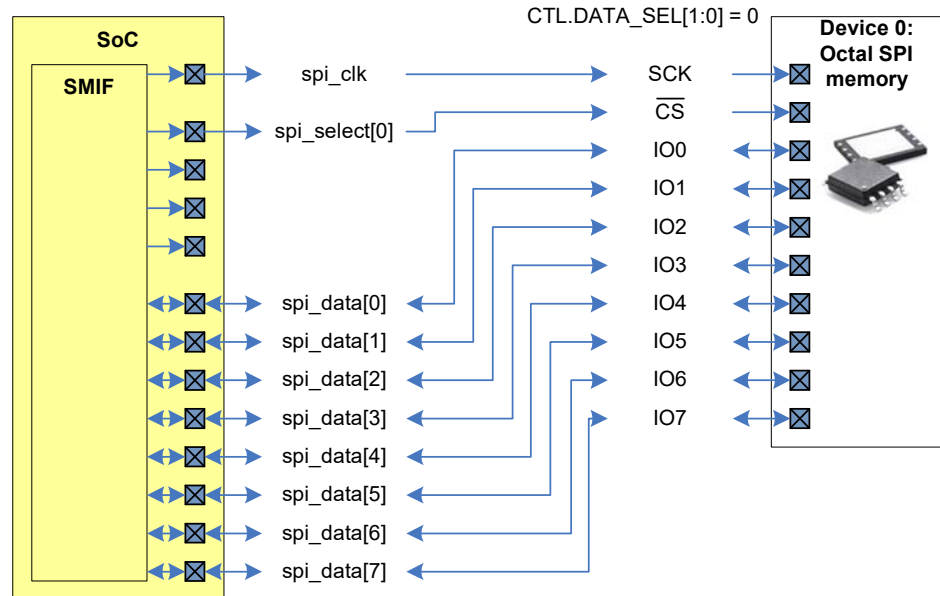 CTL.DATA_SEL[1:0] = 0
SoC
Device 0:
Octal SPI
memory
SMIF
spi_clk
SCK
spi_select[0]
CS
IO0
IO1
IO2
IO3
IO4
IO5
IO6
IO7
spi_data[0]
spi_data[1]
spi_data[2]
spi_data[3]
spi_data[4]
spi_data[5]
spi_data[6]
spi_data[7]